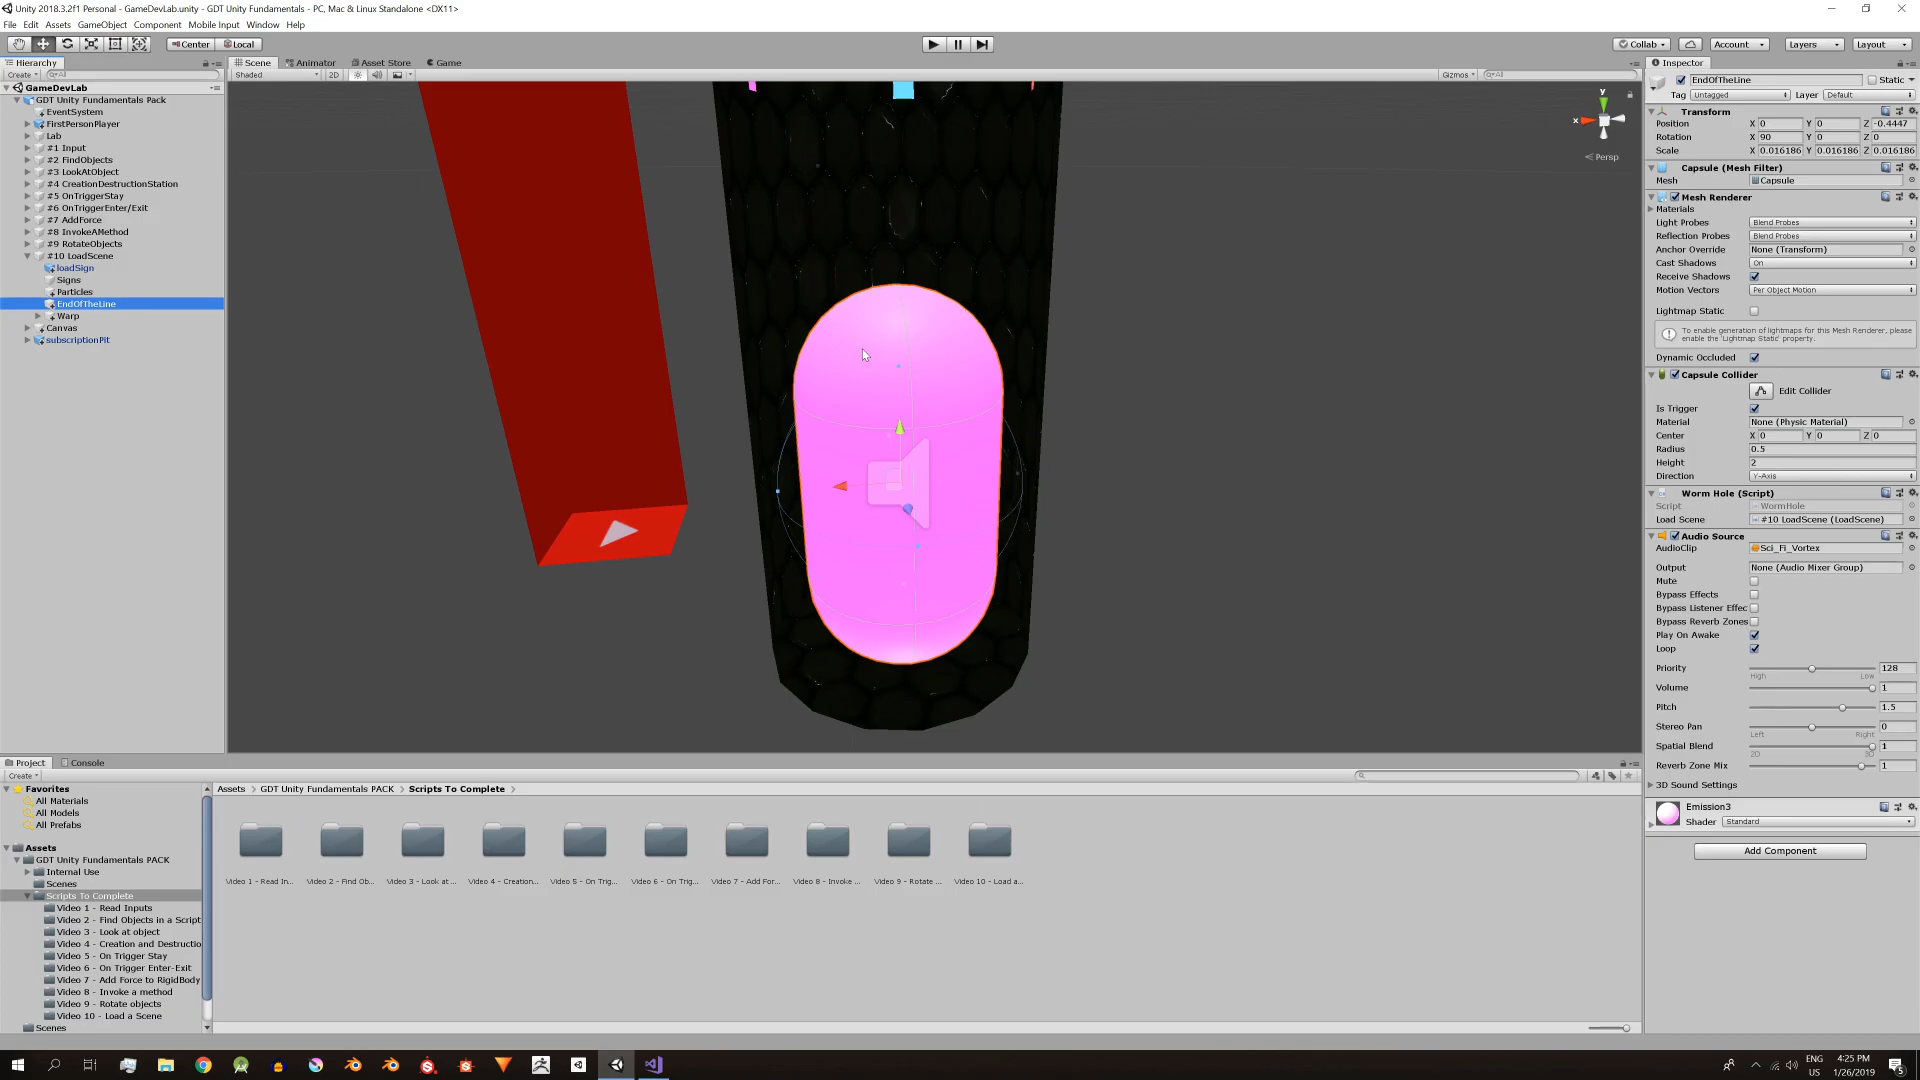 Unity 2018.3.2f1 Personal - GameDevLab.unity - GDT Unity Fundamentals - PC, Mac & Linux Standalone <DX11>
File Edit Assets GameObject Component Mobile Input Window Help
Center Local
Collab Account Layers Layout
Hierarchy
Create All
GameDevLab
GDT Unity Fundamentals Pack
EventSystem
FirstPersonPlayer
Lab
#1 Input
#2 FindObjects
#3 LookAtObject
#4 CreationDestructionStation
#5 OnTriggerStay
#6 OnTriggerEnter/Exit
#7 AddForce
#8 InvokeAMethod
#9 RotateObjects
#10 LoadScene
loadSign
Signs
Particles
EndOfTheLine
Warp
Canvas
subscriptionPit
Scene Animator Asset Store Game
Shaded 2D Gizmos All
y
x
Persp
Inspector
EndOfTheLine Static
Tag Untagged Layer Default
Transform
Position X 0 Y 0 Z -0.4447
Rotation X 90 Y 0 Z 0
Scale X 0.016186 Y 0.016186 Z 0.016186
Capsule (Mesh Filter)
Mesh Capsule
Mesh Renderer
Materials
Light Probes Blend Probes
Reflection Probes Blend Probes
Anchor Override None (Transform)
Cast Shadows On
Receive Shadows
Motion Vectors Per Object Motion
Lightmap Static
To enable generation of lightmaps for this Mesh Renderer, please
enable the 'Lightmap Static' property.
Dynamic Occluded
Capsule Collider
Edit Collider
Is Trigger
Material None (Physic Material)
Center X 0 Y 0 Z 0
Radius 0.5
Height 2
Direction Y-Axis
Worm Hole (Script)
Script WormHole
Load Scene #10 LoadScene (LoadScene)
Audio Source
AudioClip Sci_Fi_Vortex
Output None (Audio Mixer Group)
Mute
Bypass Effects
Bypass Listener Effec
Bypass Reverb Zones
Play On Awake
Loop
Priority 128
High Low
Volume 1
Pitch 1.5
Stereo Pan 0
Left Right
Spatial Blend 1
2D 3D
Reverb Zone Mix 1
3D Sound Settings
Emission3
Shader Standard
Add Component
Project Console
Create
Favorites
All Materials
All Models
All Prefabs
Assets
GDT Unity Fundamentals PACK
Internal Use
Scenes
Scripts To Complete
Video 1 - Read Inputs
Video 2 - Find Objects in a Script
Video 3 - Look at object
Video 4 - Creation and Destructio
Video 5 - On Trigger Stay
Video 6 - On Trigger Enter-Exit
Video 7 - Add Force to RigidBody
Video 8 - Invoke a method
Video 9 - Rotate objects
Video 10 - Load a Scene
Scenes
Assets GDT Unity Fundamentals PACK Scripts To Complete
Video 1 - Read In... Video 2 - Find Ob... Video 3 - Look at ... Video 4 - Creation... Video 5 - On Trig... Video 6 - On Trig... Video 7 - Add For... Video 8 - Invoke ... Video 9 - Rotate ... Video 10 - Load a...
ENG
US
4:25 PM
1/26/2019
5